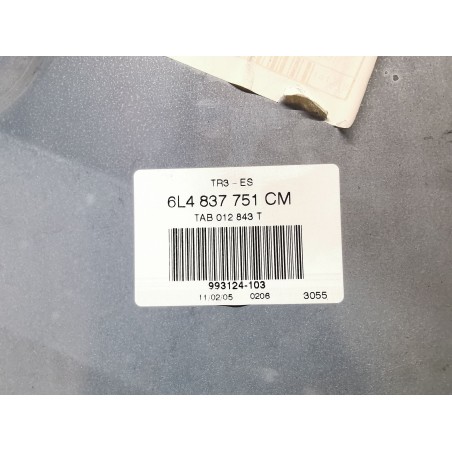 TR3 - ES
6L4 837 751 CM
TAB 012 843 T
993124-103
11/02/05 0206 3055